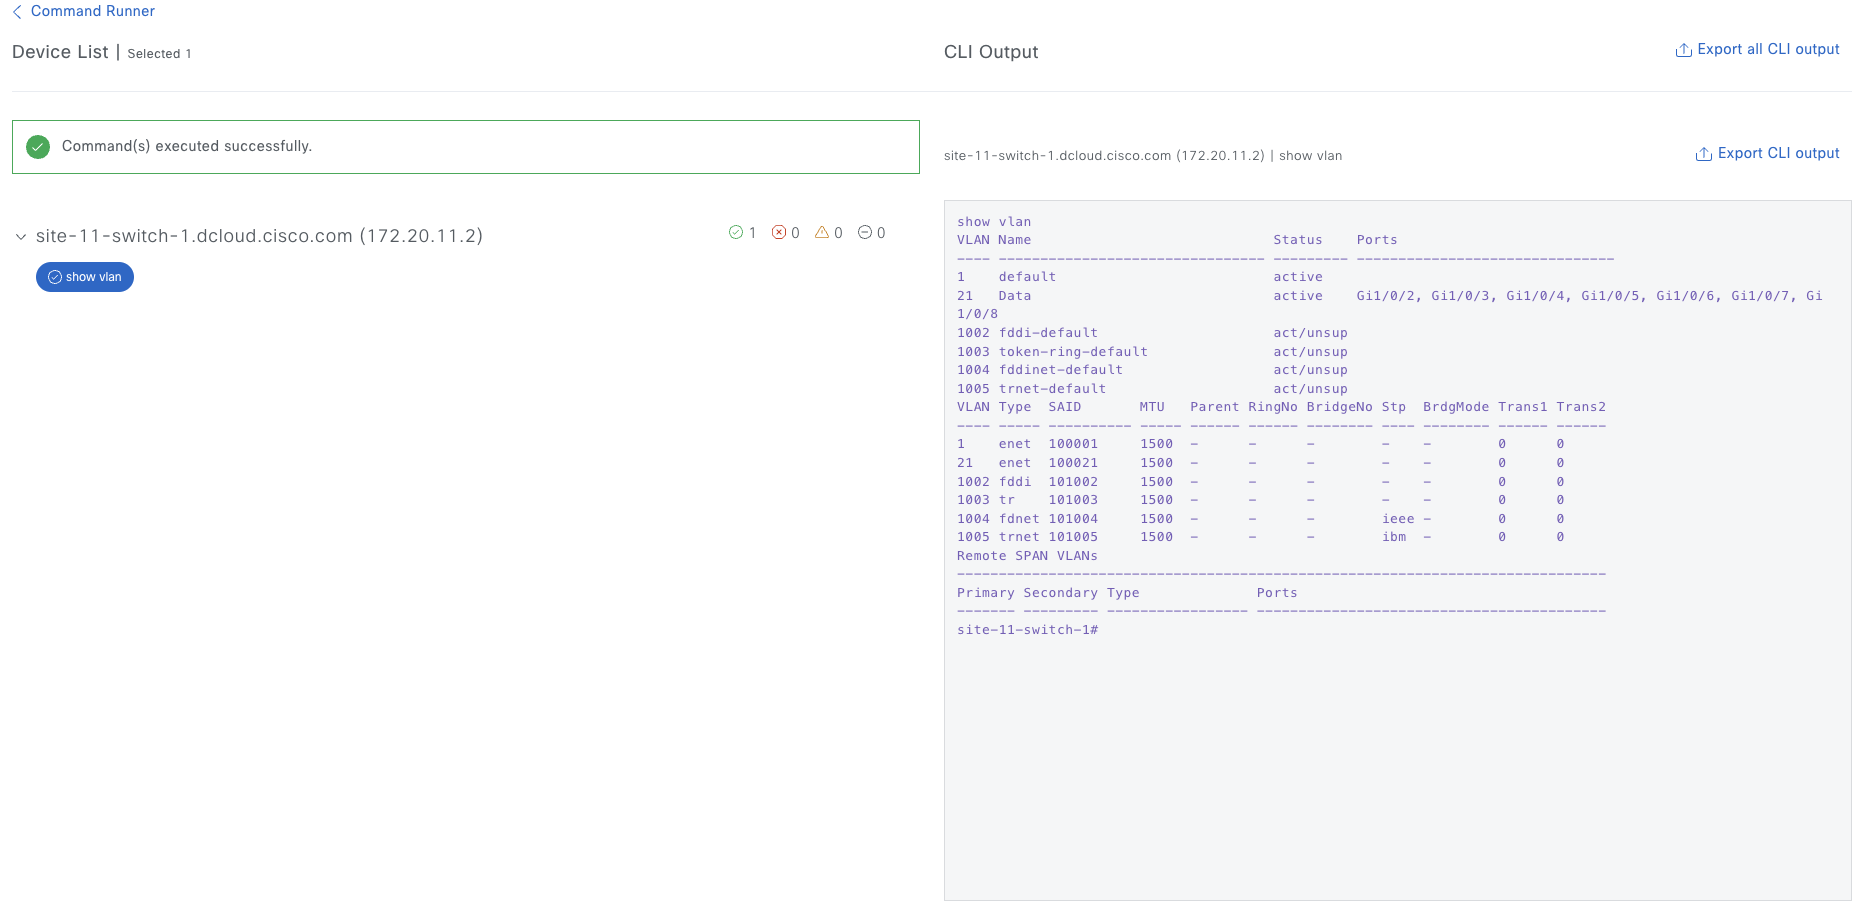 Command Runner
Device List | Selected 1
CLI Output
Export all CLI output
Command(s) executed successfully.
site-11-switch-1.dcloud.cisco.com (172.20.11.2) | show vlan
Export CLI output
site-11-switch-1.dcloud.cisco.com (172.20.11.2)
1 0 0 0
show vlan
show vlan
VLAN Name                             Status    Ports
---- -------------------------------- --------- -------------------------------
1    default                          active
21   Data                             active    Gi1/0/2, Gi1/0/3, Gi1/0/4, Gi1/0/5, Gi1/0/6, Gi1/0/7, Gi
1/0/8
1002 fddi-default                     act/unsup
1003 token-ring-default               act/unsup
1004 fddinet-default                  act/unsup
1005 trnet-default                    act/unsup
VLAN Type  SAID       MTU   Parent RingNo BridgeNo Stp  BrdgMode Trans1 Trans2
---- ----- ---------- ----- ------ ------ -------- ---- -------- ------ ------
1    enet  100001     1500  -      -      -        -    -        0      0
21   enet  100021     1500  -      -      -        -    -        0      0
1002 fddi  101002     1500  -      -      -        -    -        0      0
1003 tr    101003     1500  -      -      -        -    -        0      0
1004 fdnet 101004     1500  -      -      -        ieee -        0      0
1005 trnet 101005     1500  -      -      -        ibm  -        0      0
Remote SPAN VLANs
------------------------------------------------------------------------------
Primary Secondary Type              Ports
------- --------- ----------------- ------------------------------------------
site-11-switch-1#